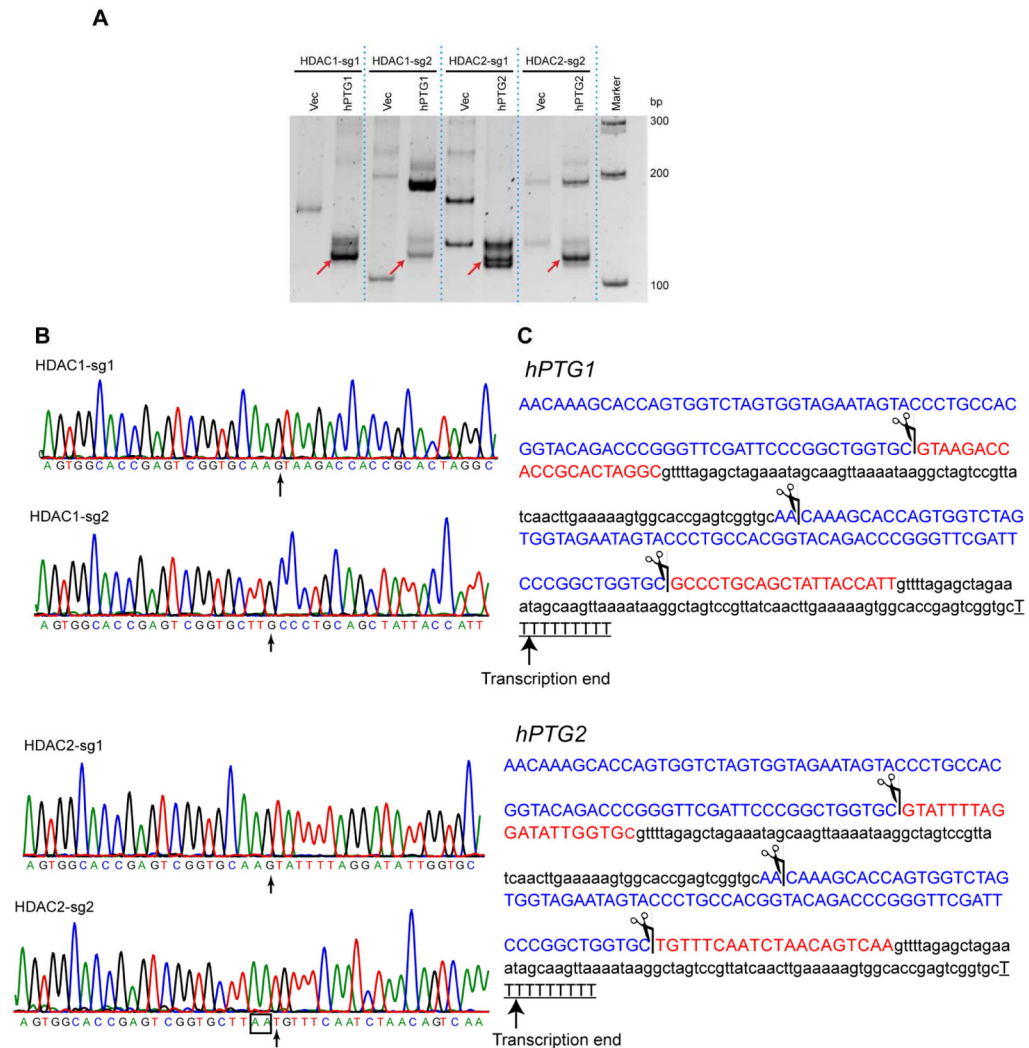 A
HDAC1-sg1 HDAC1-sg2 HDAC2-sg1 HDAC2-sg2
Vec hPTG1 Vec hPTG1 Vec hPTG2 Vec hPTG2 Marker bp
300
200
100
B
HDAC1-sg1
AGTGGCACCGAGTCGGTGCAAGTAAGACCACCGCACTAGGC
HDAC1-sg2
AGTGGCACCGAGTCGGTGCTTGCCCTGCAGCTATTACCATT
HDAC2-sg1
AGTGGCACCGAGTCGGTGCAAGTATTTTAGGATATTGGTGC
HDAC2-sg2
AGTGGCACCGAGTCGGTGCTTAATGTTTCAATCTAACAGTCAA
C
hPTG1
AACAAAGCACCAGTGGTCTAGTGGTAGAATAGTACCCTGCCAC
GGTACAGACCCGGGTTCGATTCCCGGCTGGTGCGTAAGACC
ACCGCACTAGGCgttttagagctagaaatagcaagttaaaataaggctagtccgtta
tcaacttgaaaaagtggcaccgagtcggtgcAACAAAGCACCAGTGGTCTAG
TGGTAGAATAGTACCCTGCCACGGTACAGACCCGGGTTCGATT
CCCGGCTGGTGCGCCCTGCAGCTATTACCATTgttttagagctagaa
atagcaagttaaaataaggctagtccgttatcaacttgaaaaagtggcaccgagtcggtgcT
TTTTTTTTT
Transcription end
hPTG2
AACAAAGCACCAGTGGTCTAGTGGTAGAATAGTACCCTGCCAC
GGTACAGACCCGGGTTCGATTCCCGGCTGGTGCGTATTTTAG
GATATTGGTGCgttttagagctagaaatagcaagttaaaataaggctagtccgtta
tcaacttgaaaaagtggcaccgagtcggtgcAACAAAGCACCAGTGGTCTAG
TGGTAGAATAGTACCCTGCCACGGTACAGACCCGGGTTCGATT
CCCGGCTGGTGCTGTTTCAATCTAACAGTCAAgttttagagctagaa
atagcaagttaaaataaggctagtccgttatcaacttgaaaaagtggcaccgagtcggtgcT
TTTTTTTTT
Transcription end